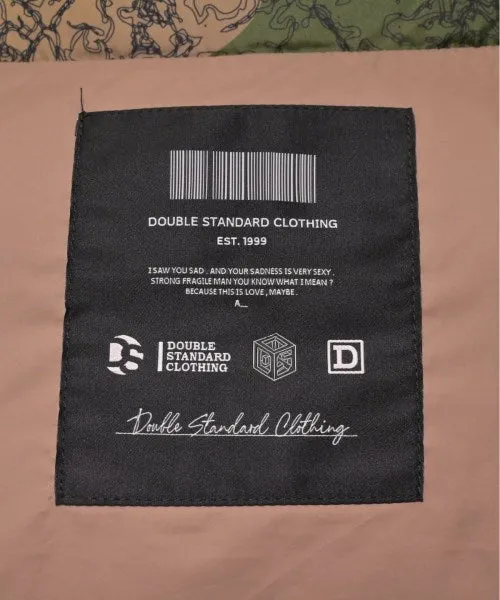 DOUBLE STANDARD CLOTHING
EST. 1999
I SAW YOU SAD . AND YOUR SADNESS IS VERY SEXY .
STRONG FRAGILE MAN YOU KNOW WHAT I MEAN ?
BECAUSE THIS IS LOVE , MAYBE .
A__
DS
DOUBLE
STANDARD
CLOTHING
D
Double Standard Clothing